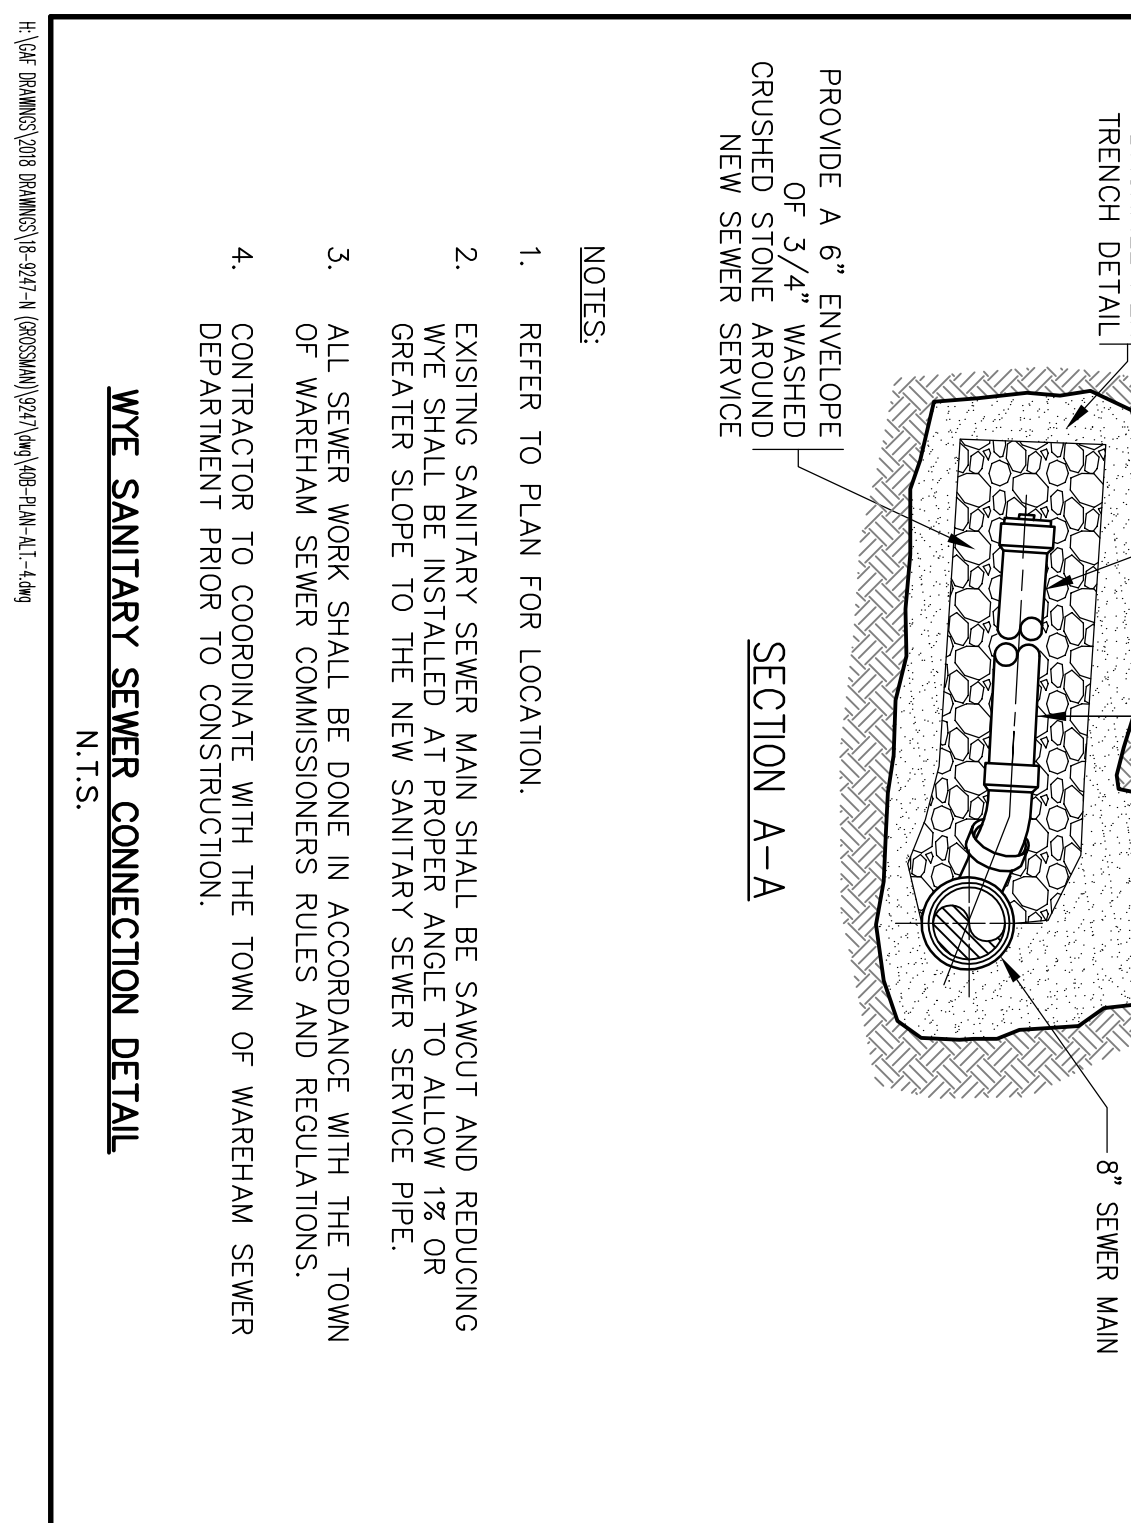 TRENCH DETAIL
PROVIDE A 6" ENVELOPE
OF 3/4" WASHED
CRUSHED STONE AROUND
NEW SEWER SERVICE
8" SEWER MAIN
SECTION A-A
NOTES:
1. REFER TO PLAN FOR LOCATION.
2. EXISITNG SANITARY SEWER MAIN SHALL BE SAWCUT AND REDUCING
WYE SHALL BE INSTALLED AT PROPER ANGLE TO ALLOW 1% OR
GREATER SLOPE TO THE NEW SANITARY SEWER SERVICE PIPE.
3. ALL SEWER WORK SHALL BE DONE IN ACCORDANCE WITH THE TOWN
OF WAREHAM SEWER COMMISSIONERS RULES AND REGULATIONS.
4. CONTRACTOR TO COORDINATE WITH THE TOWN OF WAREHAM SEWER
DEPARTMENT PRIOR TO CONSTRUCTION.
WYE SANITARY SEWER CONNECTION DETAIL
N.T.S.
H:\GAF DRAWINGS\2018 DRAWINGS\18-9247-N (GROSSMAN)\9247\dwg\40B-PLAN-ALT.-4.dwg